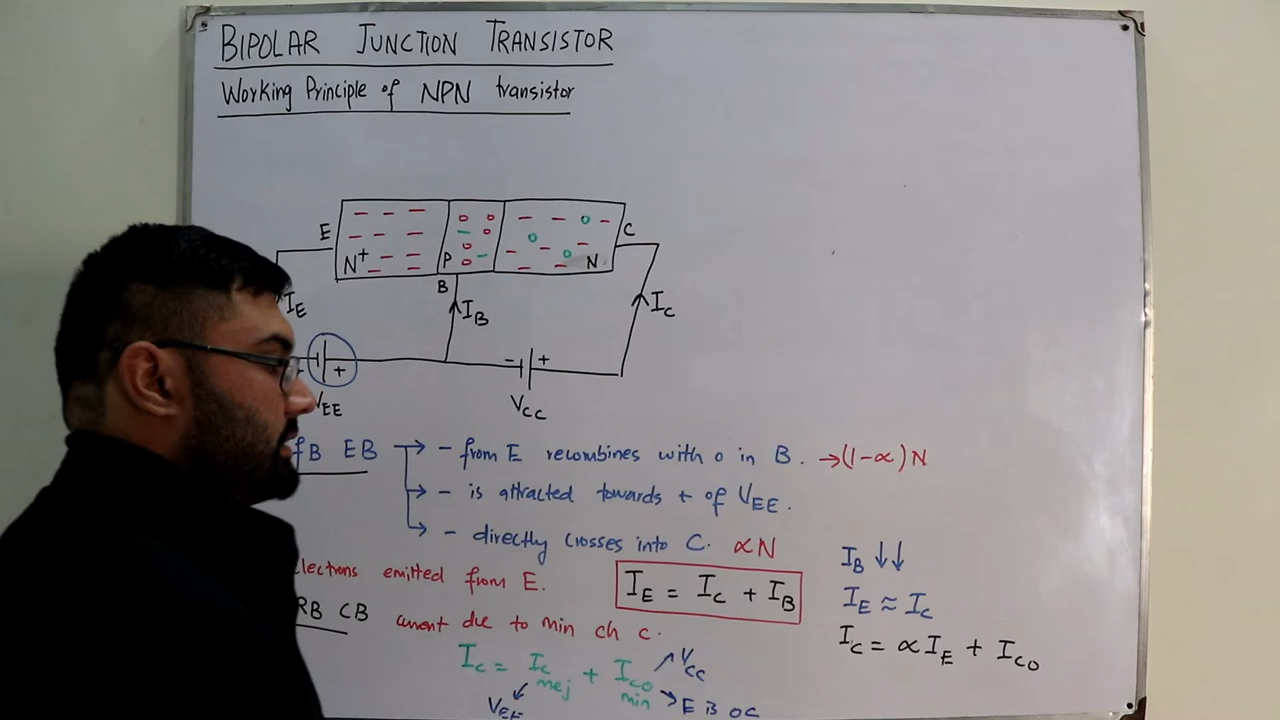 BIPOLAR JUNCTION TRANSISTOR
Working Principle of NPN transistor
E N+ P N C
B
IE IB IC
- + - +
VEE VCC
fB EB → - from E recombines with o in B. → (1-α)N
→ - is attracted towards + of VEE.
→ - directly crosses into C. αN
lectrons emitted from E.
IE = IC + IB
IB ↓↓
IE ≈ IC
IC = αIE + ICO
RB CB current due to min ch c.
IC = IC maj + ICO min
VCC
VEE
E is OC